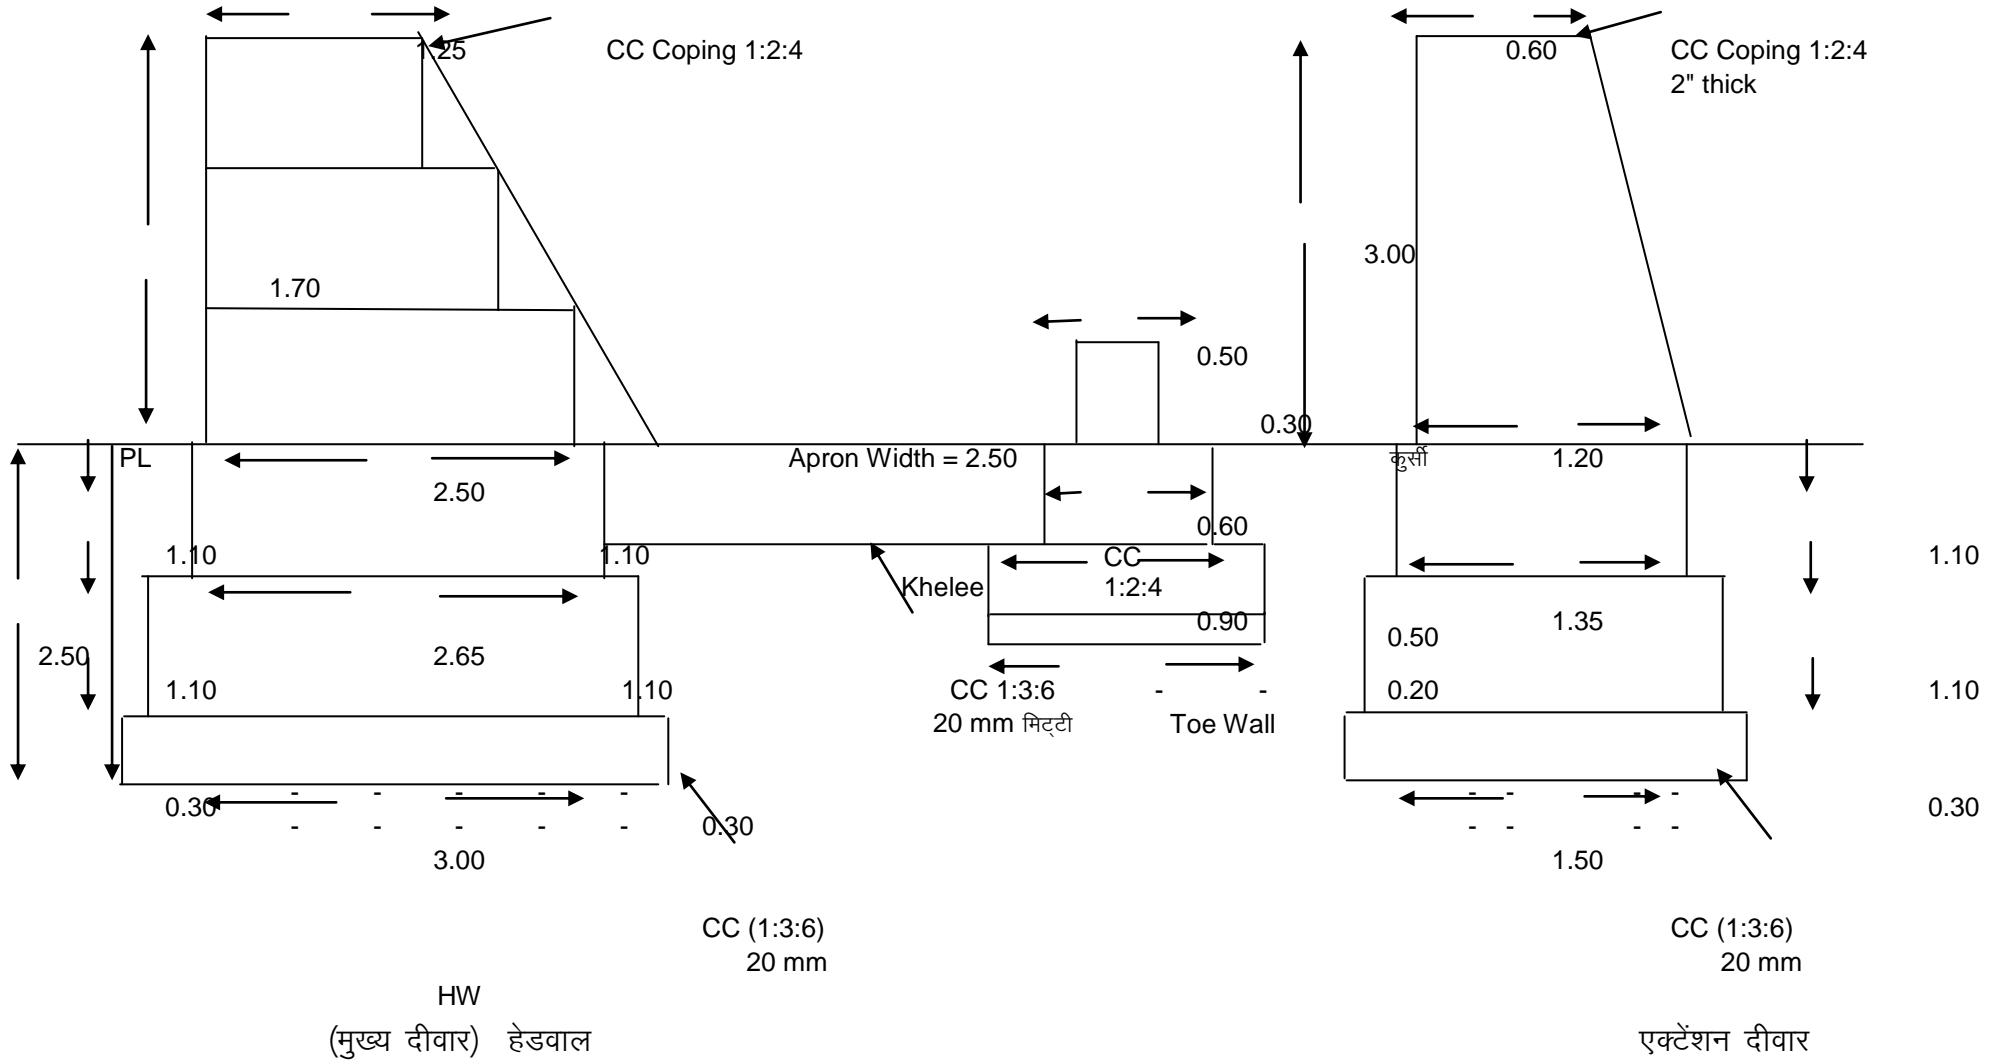 1.25 CC Coping 1:2:4 0.60 CC Coping 1:2:4
2" thick
3.00
1.70
0.50
0.30
PL Apron Width = 2.50 कुर्सी 1.20
2.50
0.60
1.10 1.10 CC 1.10
Khelee 1:2:4
0.90 1.35
0.50
2.50 2.65
1.10 1.10 CC 1:3:6 - - 0.20 1.10
20 mm मिट्टी Toe Wall
- - - - - - - - -
0.30 0.30
- - - - - 0.30 - - - -
3.00 1.50
CC (1:3:6) CC (1:3:6)
20 mm 20 mm
HW
(मुख्य दीवार) हेडवाल एक्टेंशन दीवार